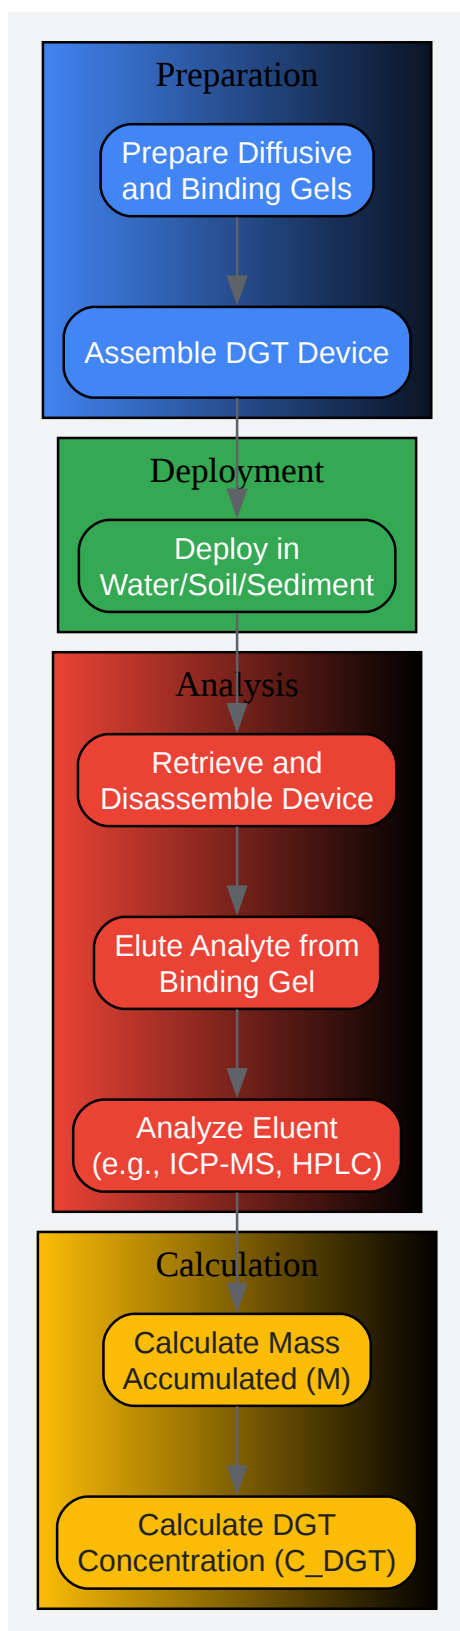 Preparation
Prepare Diffusive
and Binding Gels
Assemble DGT Device
Deployment
Deploy in
Water/Soil/Sediment
Analysis
Retrieve and
Disassemble Device
Elute Analyte from
Binding Gel
Analyze Eluent
(e.g., ICP-MS, HPLC)
Calculation
Calculate Mass
Accumulated (M)
Calculate DGT
Concentration (C_DGT)